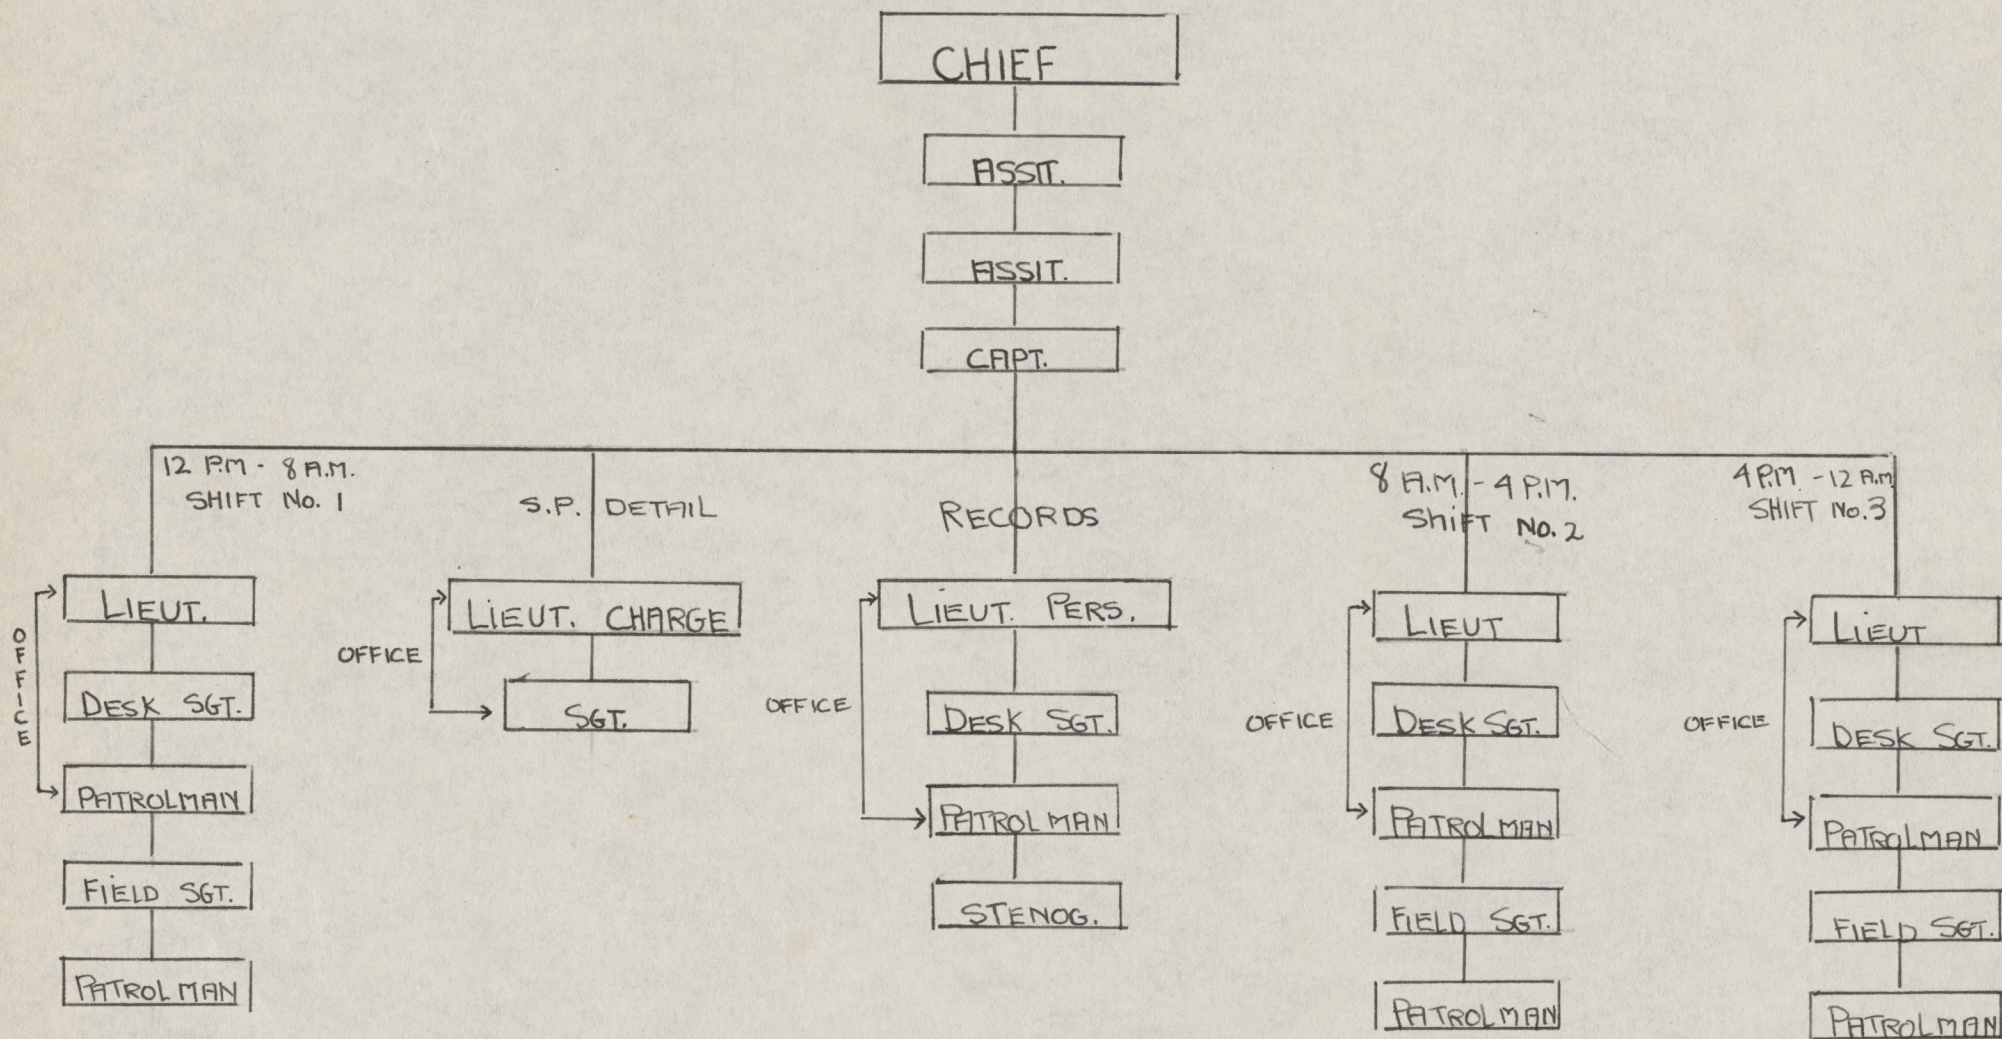 CHIEF
ASSIT.
ASSIT.
CAPT.
12 P.M - 8 A.M.
SHIFT No. 1
LIEUT.
DESK SGT.
PATROLMAN
FIELD SGT.
PATROLMAN
OFFICE
S.P. DETAIL
LIEUT. CHARGE
SGT.
OFFICE
RECORDS
LIEUT. PERS.
DESK SGT.
PATROLMAN
STENOG.
OFFICE
8 A.M. - 4 P.M.
SHiFT No. 2
LIEUT
DESK SGT.
PATROLMAN
FIELD SGT.
PATROLMAN
OFFICE
4 P.M. - 12 A.M
SHIFT No. 3
LIEUT
DESK SGT.
PATROLMAN
FIELD SGT.
PATROLMAN
OFFICE